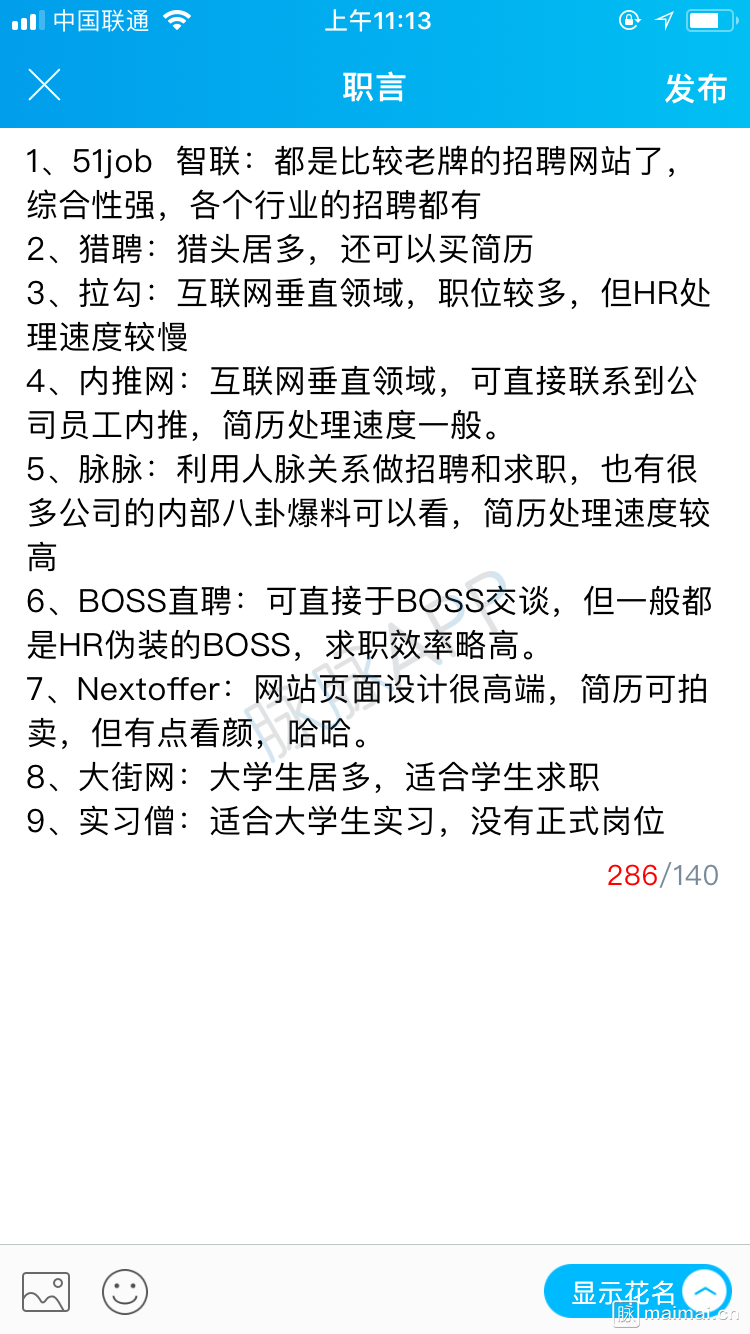 中国联通 上午11:13
职言 发布
1、51job 智联：都是比较老牌的招聘网站了，
综合性强，各个行业的招聘都有
2、猎聘：猎头居多，还可以买简历
3、拉勾：互联网垂直领域，职位较多，但HR处
理速度较慢
4、内推网：互联网垂直领域，可直接联系到公
司员工内推，简历处理速度一般。
5、脉脉：利用人脉关系做招聘和求职，也有很
多公司的内部八卦爆料可以看，简历处理速度较
高
6、BOSS直聘：可直接于BOSS交谈，但一般都
是HR伪装的BOSS，求职效率略高。
7、Nextoffer：网站页面设计很高端，简历可拍
卖，但有点看颜，哈哈。
8、大街网：大学生居多，适合学生求职
9、实习僧：适合大学生实习，没有正式岗位
脉脉APP
286/140
显示花名
脉 maimai.cn